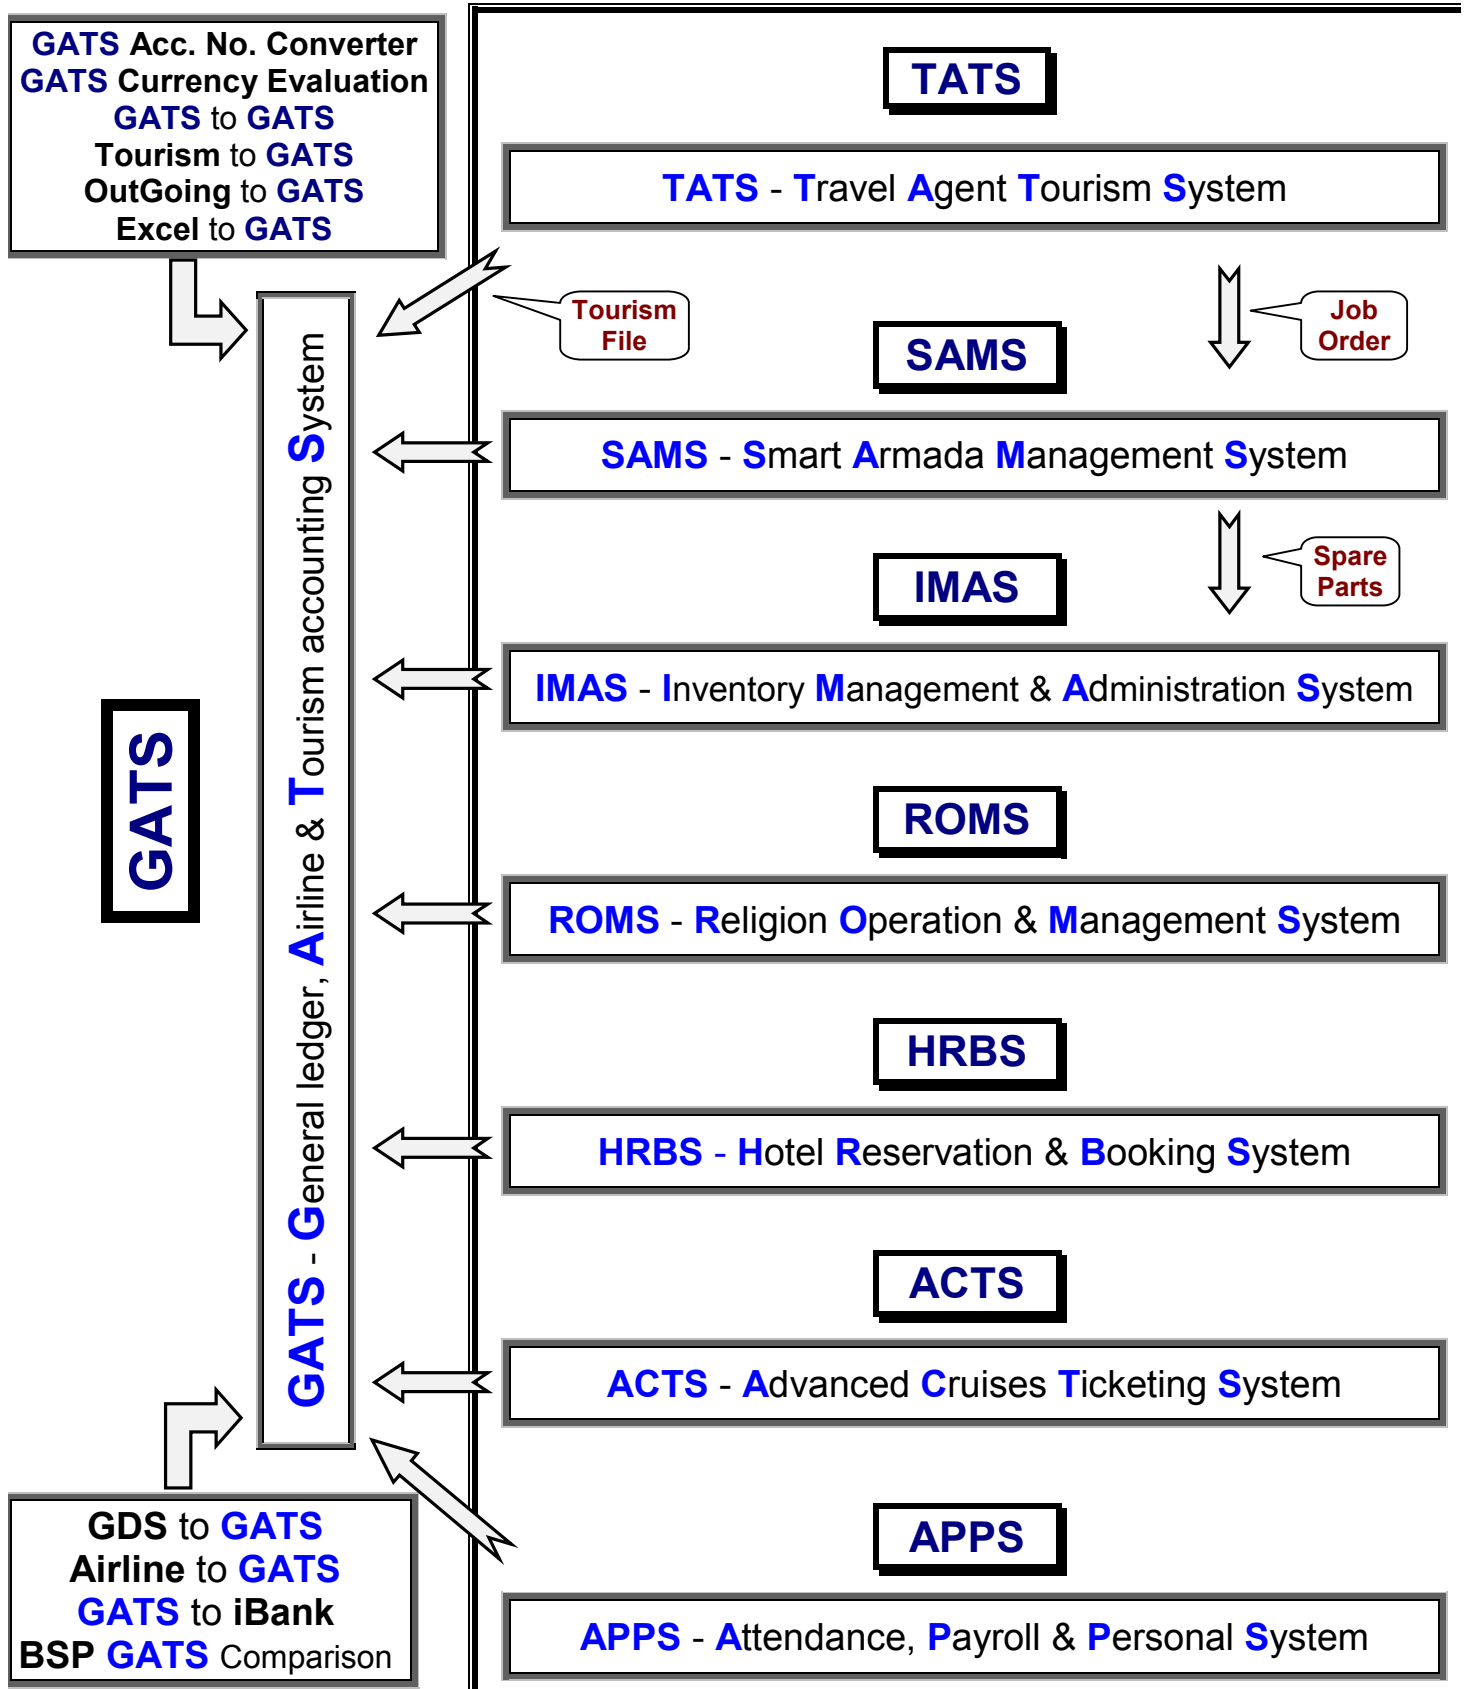 GATS Acc. No. Converter
GATS Currency Evaluation
GATS to GATS
Tourism to GATS
OutGoing to GATS
Excel to GATS
TATS
TATS - Travel Agent Tourism System
Tourism
File
Job
Order
SAMS
SAMS - Smart Armada Management System
Spare
Parts
IMAS
IMAS - Inventory Management & Administration System
GATS
GATS - General ledger, Airline & Tourism accounting System
ROMS
ROMS - Religion Operation & Management System
HRBS
HRBS - Hotel Reservation & Booking System
ACTS
ACTS - Advanced Cruises Ticketing System
GDS to GATS
Airline to GATS
GATS to iBank
BSP GATS Comparison
APPS
APPS - Attendance, Payroll & Personal System